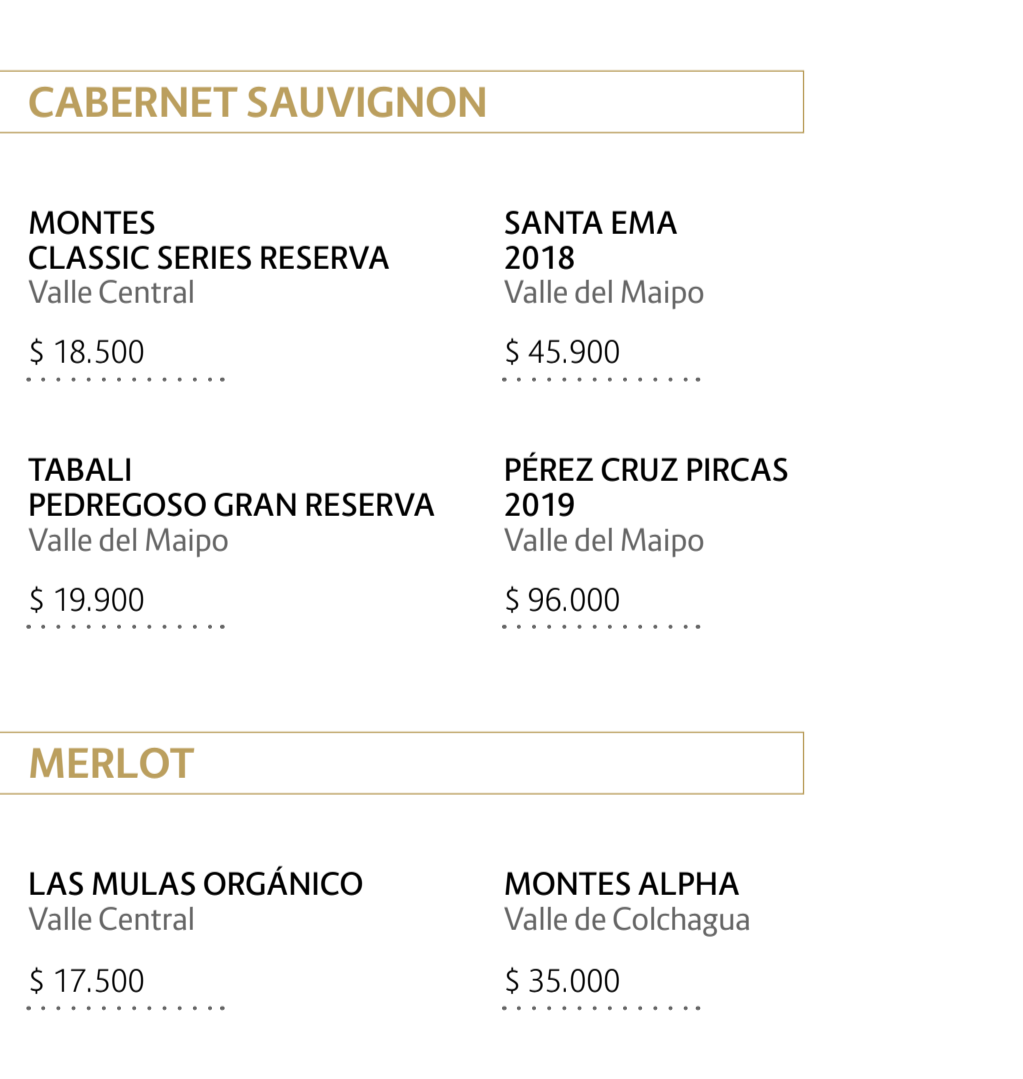 CABERNET SAUVIGNON
MONTES
CLASSIC SERIES RESERVA
Valle Central
$ 18.500
SANTA EMA
2018
Valle del Maipo
$ 45.900
TABALI
PEDREGOSO GRAN RESERVA
Valle del Maipo
$ 19.900
PÉREZ CRUZ PIRCAS
2019
Valle del Maipo
$ 96.000
MERLOT
LAS MULAS ORGÁNICO
Valle Central
$ 17.500
MONTES ALPHA
Valle de Colchagua
$ 35.000